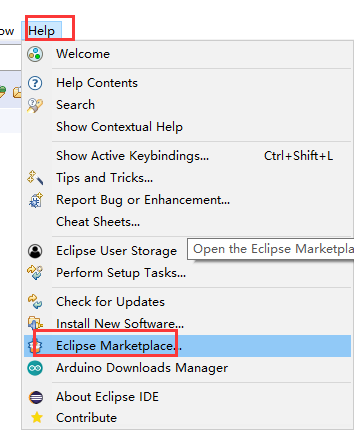 ow Help
Welcome
Help Contents
Search
Show Contextual Help
Show Active Keybindings... Ctrl+Shift+L
Tips and Tricks...
Report Bug or Enhancement...
Cheat Sheets...
Eclipse User Storage
Open the Eclipse Marketpla
Perform Setup Tasks...
Check for Updates
Install New Software...
Eclipse Marketplace...
Arduino Downloads Manager
About Eclipse IDE
Contribute